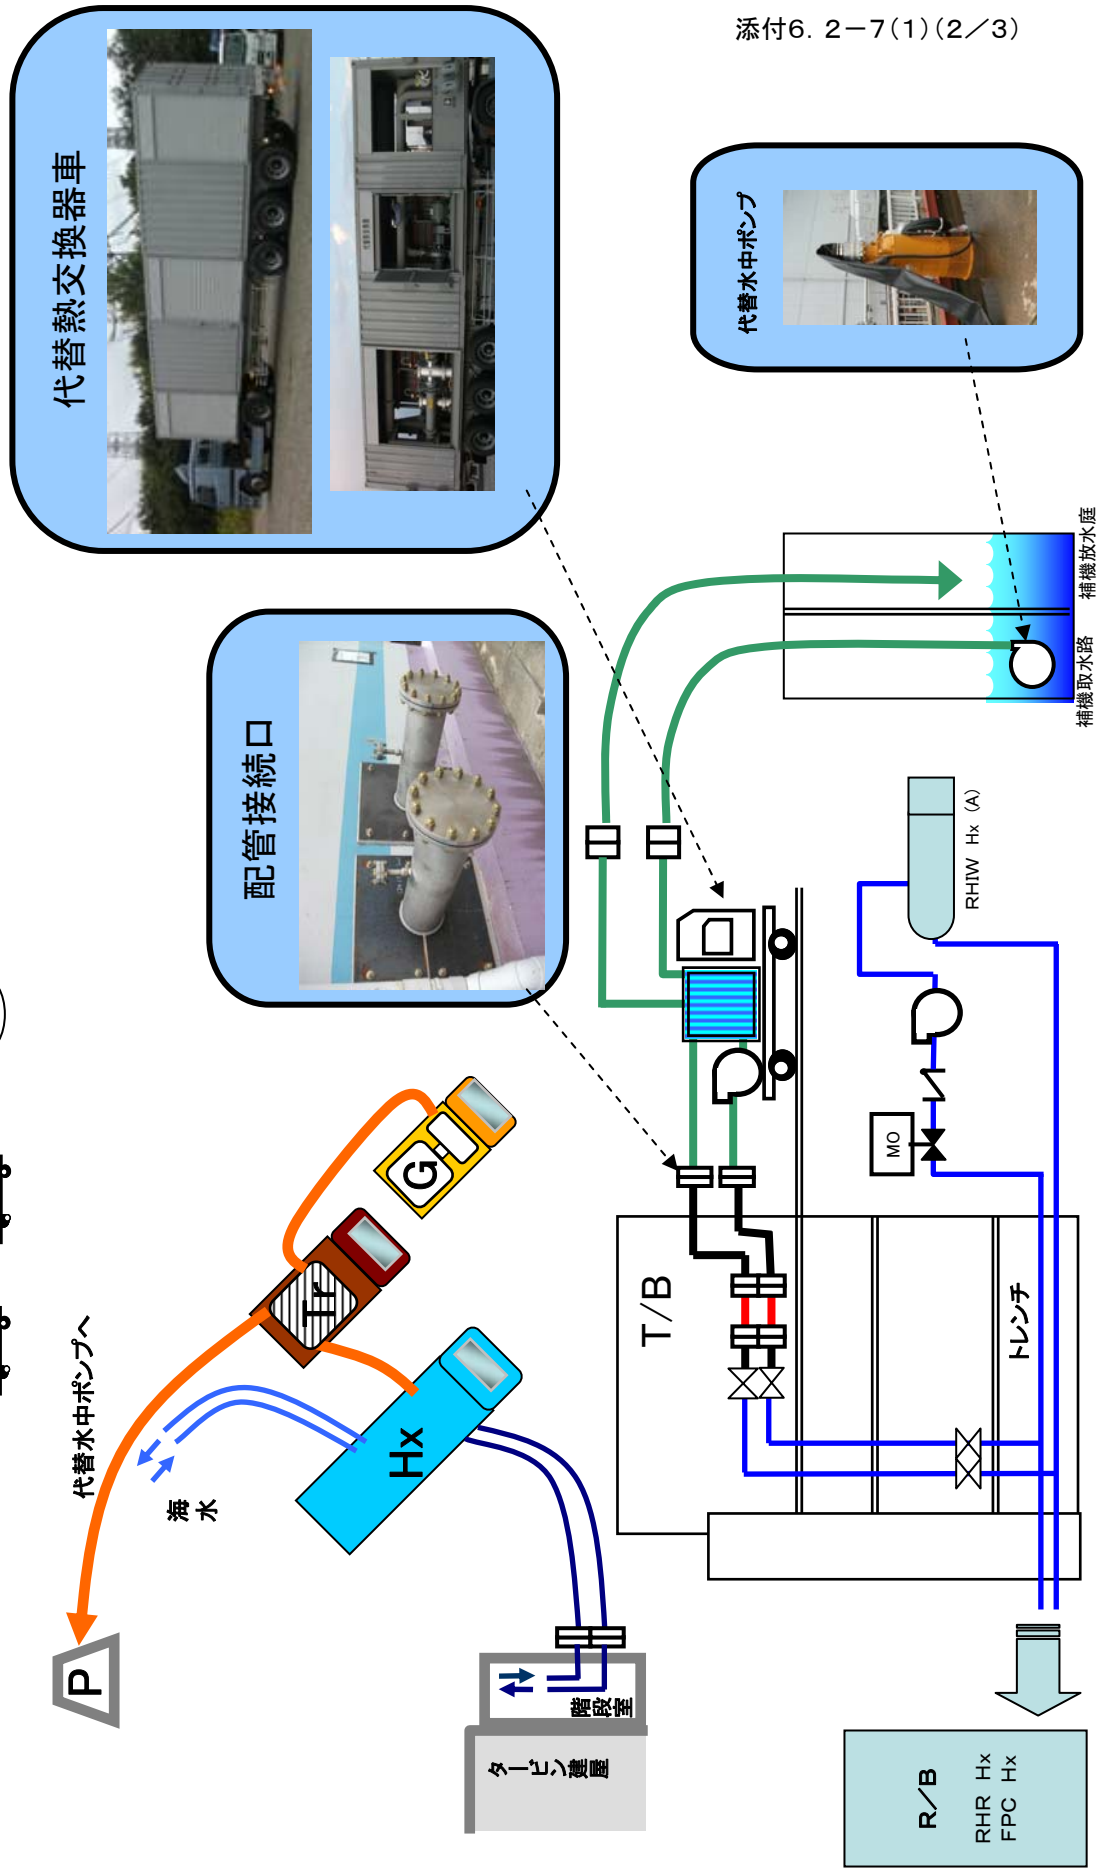 添付6．2－7(1)(2／3)
代替熱交換器車
代替水中ポンプ
配管接続口
補機放水庭
補機取水路
RHIW Hx (A)
MO
T/B
トレンチ
G
Tr
Hx
代替水中ポンプへ
海水
P
階段室
タービン建屋
R/B
RHR Hx
FPC Hx